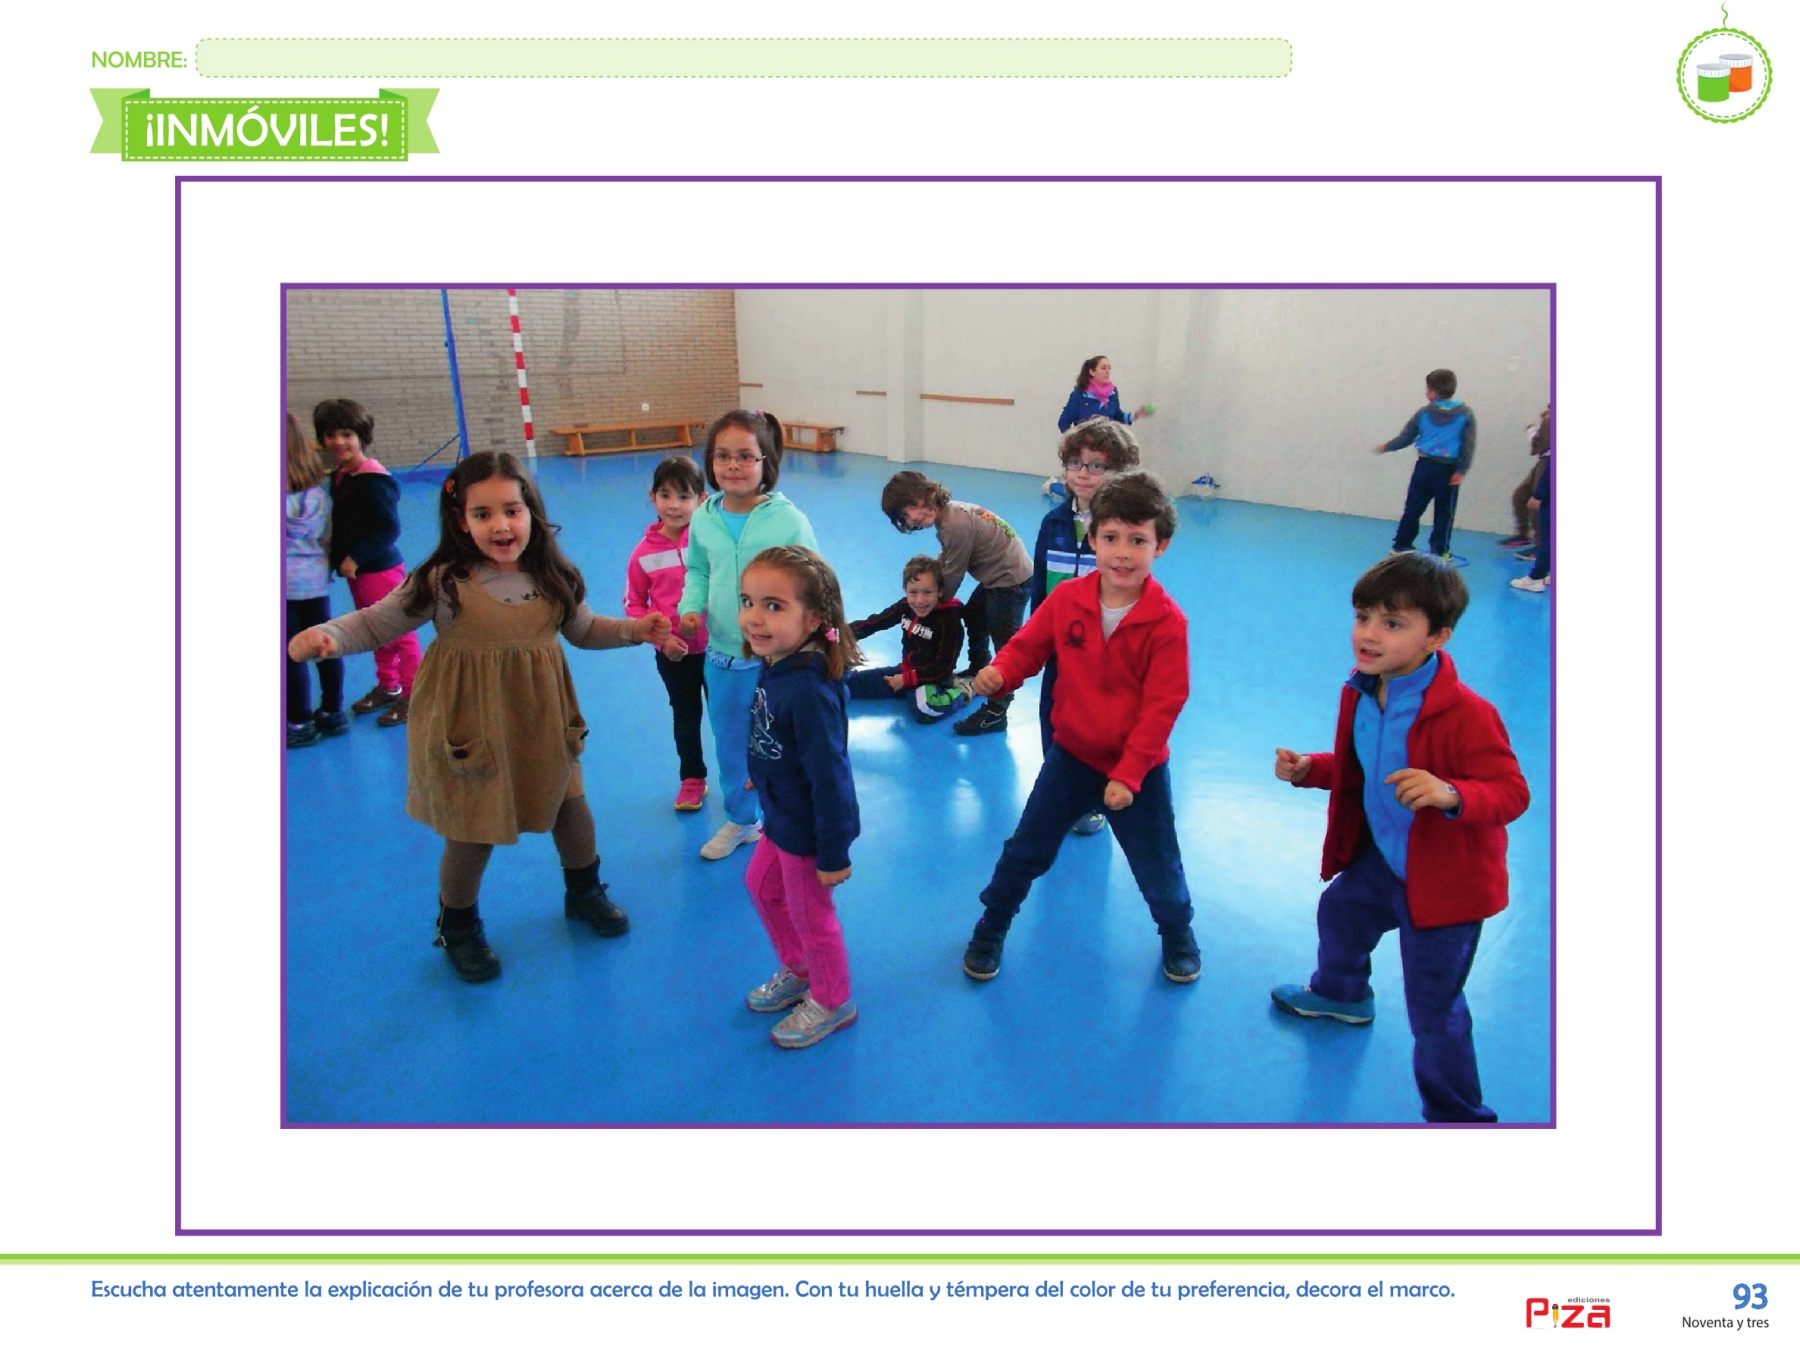 NOMBRE:
¡INMÓVILES!
Escucha atentamente la explicación de tu profesora acerca de la imagen. Con tu huella y témpera del color de tu preferencia, decora el marco.
ediciones
Piza
93
Noventa y tres